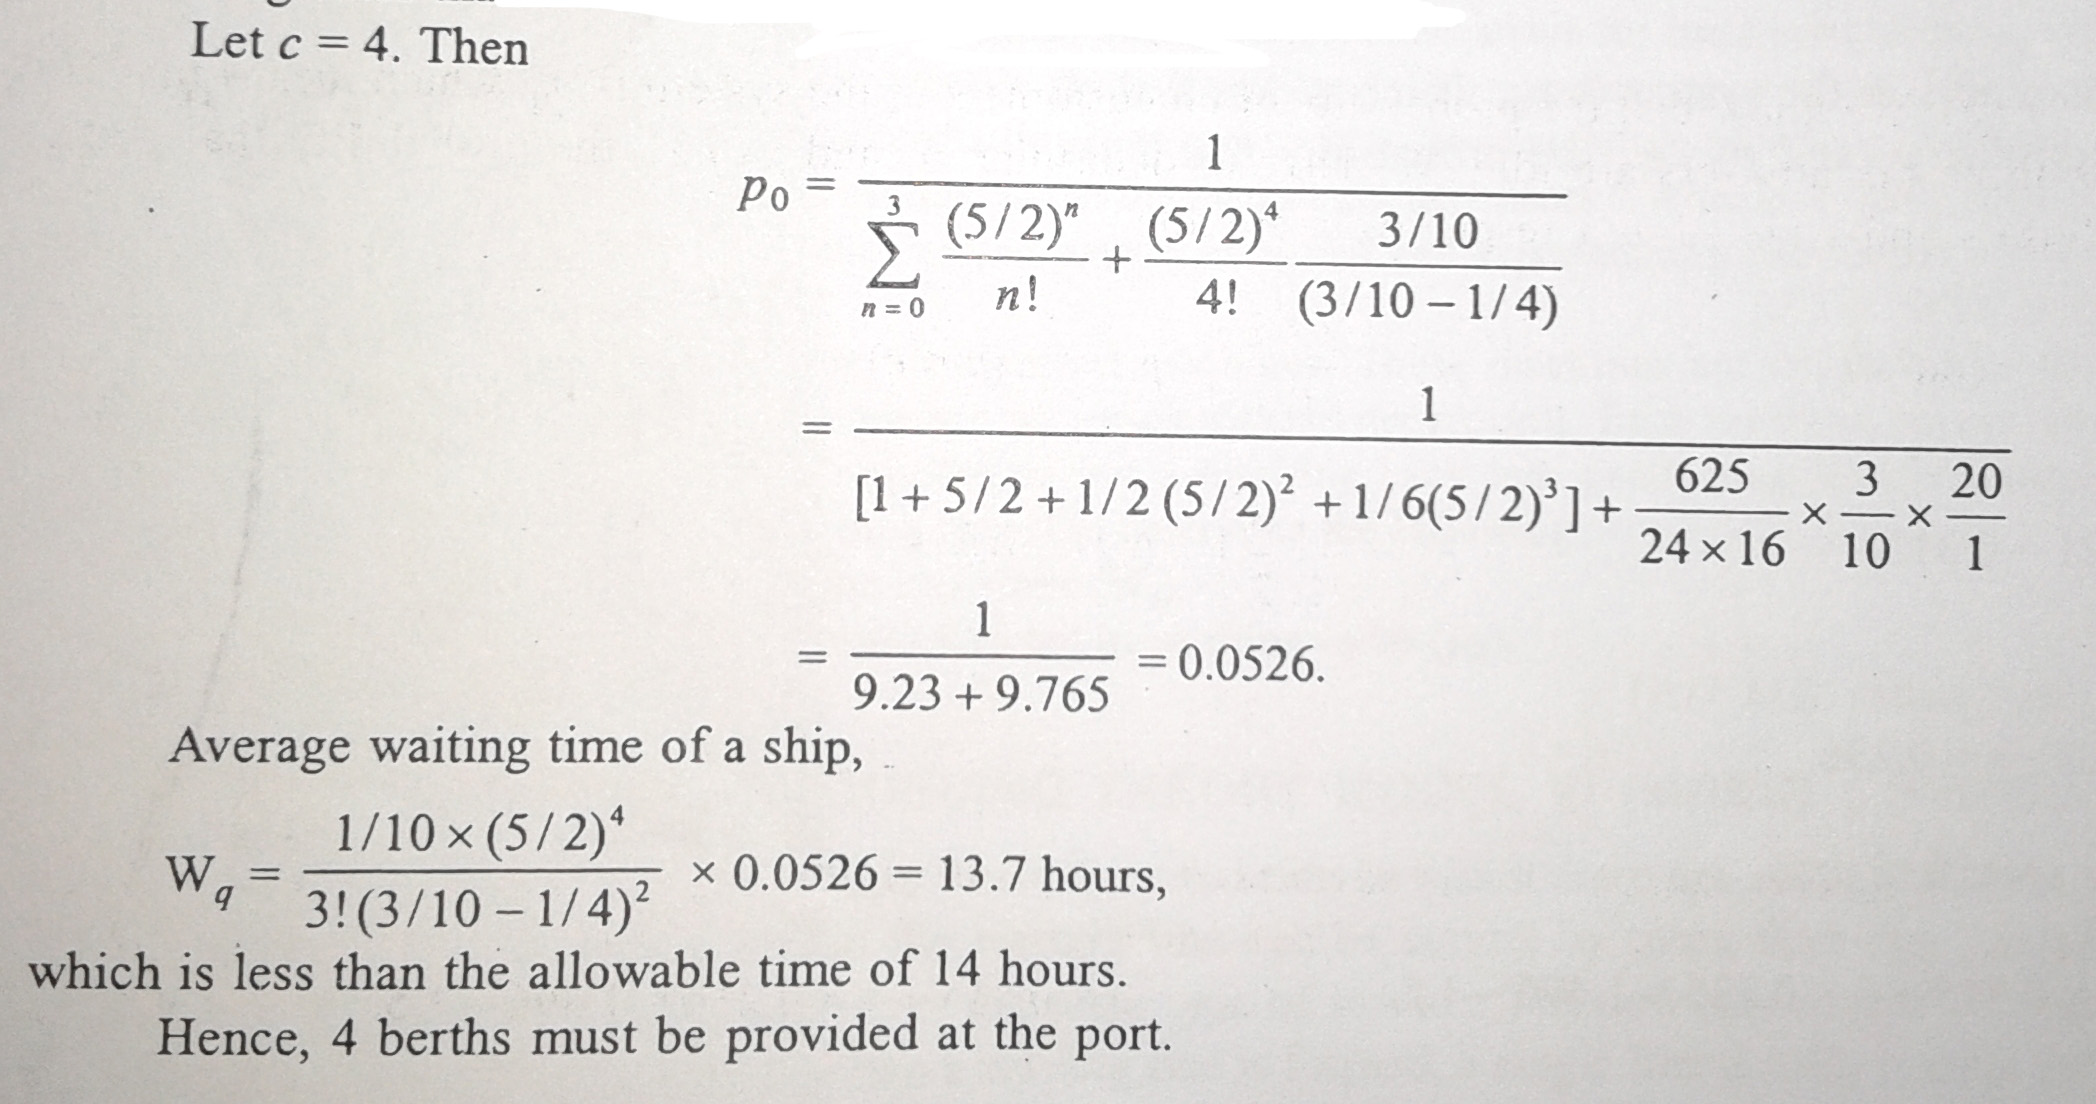 Let c = 4. Then
p₀ = 1 / (∑_{n=0}^{3} (5/2)ⁿ/n! + (5/2)⁴/4! (3/10)/(3/10 – 1/4))
= 1 / ([1 + 5/2 + 1/2 (5/2)² + 1/6(5/2)³] + 625/(24 × 16) × 3/10 × 20/1)
= 1/(9.23 + 9.765) = 0.0526.
Average waiting time of a ship,
W_q = (1/10 × (5/2)⁴)/(3!(3/10 – 1/4)²) × 0.0526 = 13.7 hours,
which is less than the allowable time of 14 hours.
Hence, 4 berths must be provided at the port.